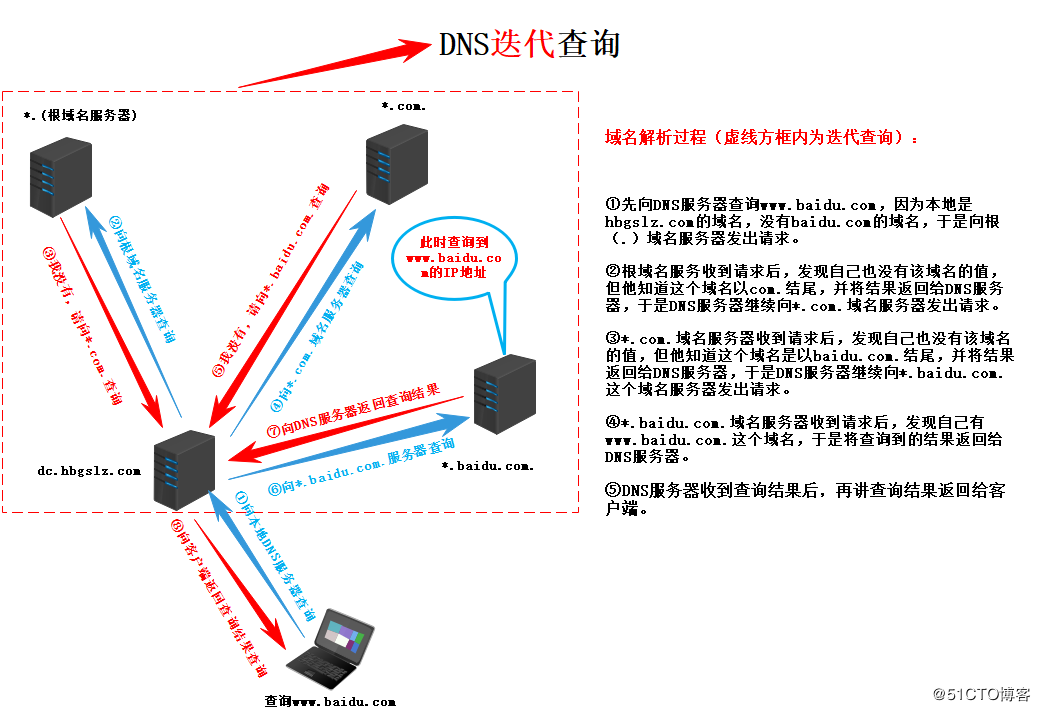 DNS迭代查询
*.(根域名服务器)
*.com.
②向根域名服务器查询
③我没有，请向*.com.查询
⑤我没有，请向*.baidu.com.查询
④向*.com.域名服务器查询
此时查询到
www.baidu.co
m的IP地址
⑦向DNS服务器返回查询结果
⑥向*.baidu.com.服务器查询
*.baidu.com.
dc.hbgslz.com
①向本地DNS服务器查询
⑧向客户端返回查询结果查询
查询www.baidu.com
域名解析过程（虚线方框内为迭代查询）：
①先向DNS服务器查询www.baidu.com，因为本地是
hbgslz.com的域名，没有baidu.com的域名，于是向根
（.）域名服务器发出请求。
②根域名服务收到请求后，发现自己也没有该域名的值，
但他知道这个域名以com.结尾，并将结果返回给DNS服务
器，于是DNS服务器继续向*.com.域名服务器发出请求。
③*.com.域名服务器收到请求后，发现自己也没有该域名
的值，但他知道这个域名是以baidu.com.结尾，并将结果
返回给DNS服务器，于是DNS服务器继续向*.baidu.com.
这个域名服务器发出请求。
④*.baidu.com.域名服务器收到请求后，发现自己有
www.baidu.com.这个域名，于是将查询到的结果返回给
DNS服务器。
⑤DNS服务器收到查询结果后，再讲查询结果返回给客
户端。
@51CTO博客